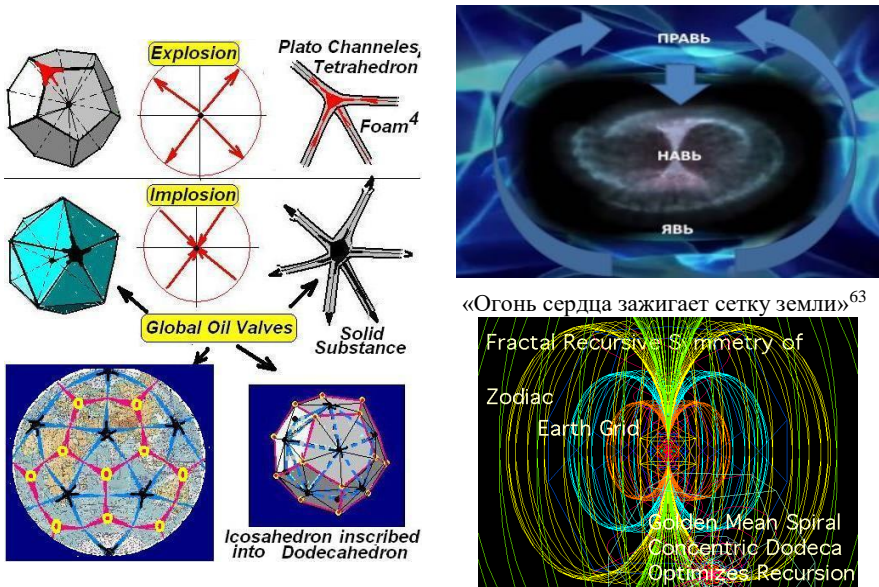 Explosion
Plato Channeles,
Tetrahedron
Foam4
Implosion
Global Oil Valves
Solid
Substance
Icosahedron inscribed
into Dodecahedron
ПРАВЬ
НАВЬ
ЯВЬ
«Огонь сердца зажигает сетку земли»63
Fractal Recursive Symmetry of
Zodiac
Earth Grid
Golden Mean Spiral
Concentric Dodeca
Optimizes Recursion